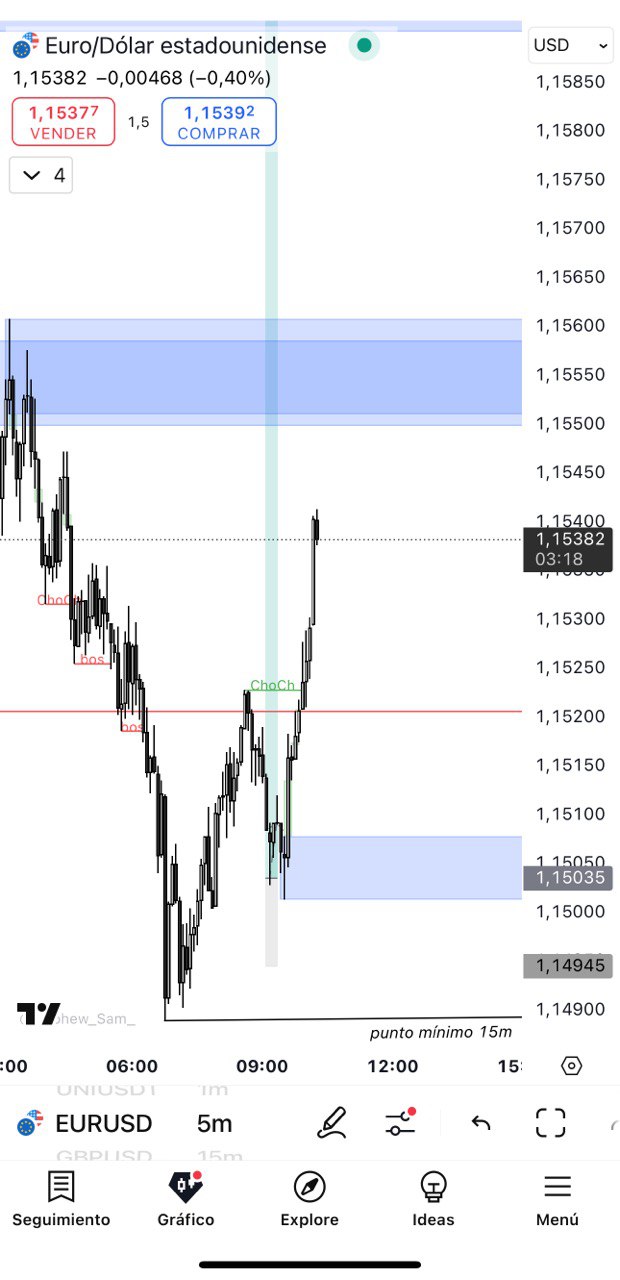 Euro/Dólar estadounidense
USD
1,15382 −0,00468 (−0,40%)
1,15377 VENDER
1,5
1,15392 COMPRAR
4
1,15850
1,15800
1,15750
1,15700
1,15650
1,15600
1,15550
1,15500
1,15450
1,15400
1,15382
03:18
1,15300
1,15250
1,15200
1,15150
1,15100
1,15050
1,15035
1,15000
1,14945
1,14900
ChoCh
bos
bos
ChoCh
punto mínimo 15m
:00 06:00 09:00 12:00 15:
UNIUSDT 1m
EURUSD 5m
GBPUSD 15m
Seguimiento Gráfico Explore Ideas Menú